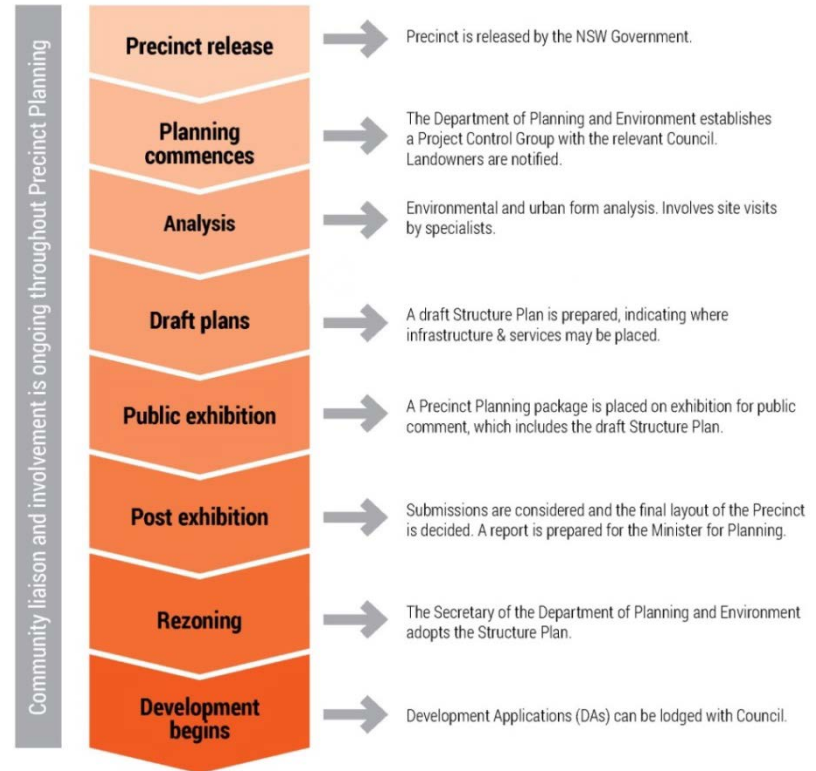 Community liaison and involvement is ongoing throughout Precinct Planning
Precinct release
Precinct is released by the NSW Government.
Planning
commences
The Department of Planning and Environment establishes
a Project Control Group with the relevant Council.
Landowners are notified.
Analysis
Environmental and urban form analysis. Involves site visits
by specialists.
Draft plans
A draft Structure Plan is prepared, indicating where
infrastructure & services may be placed.
Public exhibition
A Precinct Planning package is placed on exhibition for public
comment, which includes the draft Structure Plan.
Post exhibition
Submissions are considered and the final layout of the Precinct
is decided. A report is prepared for the Minister for Planning.
Rezoning
The Secretary of the Department of Planning and Environment
adopts the Structure Plan.
Development
begins
Development Applications (DAs) can be lodged with Council.